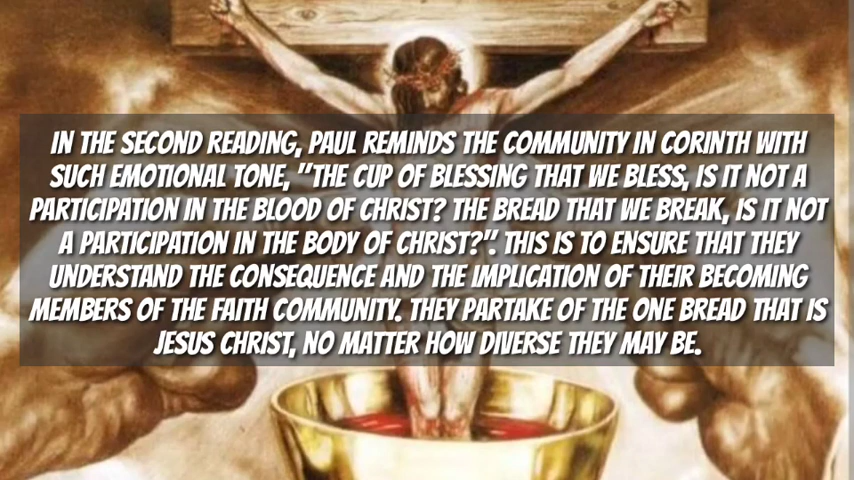 IN THE SECOND READING, PAUL REMINDS THE COMMUNITY IN CORINTH WITH
SUCH EMOTIONAL TONE, "THE CUP OF BLESSING THAT WE BLESS, IS IT NOT A
PARTICIPATION IN THE BLOOD OF CHRIST? THE BREAD THAT WE BREAK, IS IT NOT
A PARTICIPATION IN THE BODY OF CHRIST?". THIS IS TO ENSURE THAT THEY
UNDERSTAND THE CONSEQUENCE AND THE IMPLICATION OF THEIR BECOMING
MEMBERS OF THE FAITH COMMUNITY. THEY PARTAKE OF THE ONE BREAD THAT IS
JESUS CHRIST, NO MATTER HOW DIVERSE THEY MAY BE.